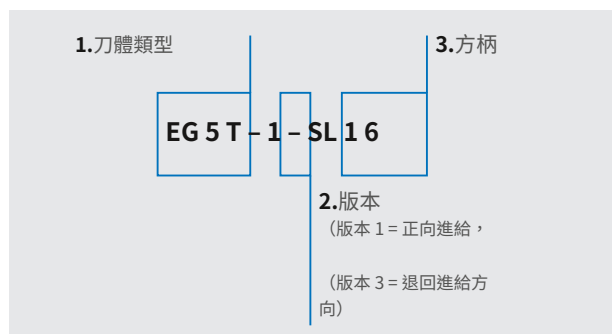 1.刀體類型
3.方柄
EG 5 T – 1 – SL 1 6
2.版本
（版本 1 = 正向進給，
（版本 3 = 退回進給方
向）